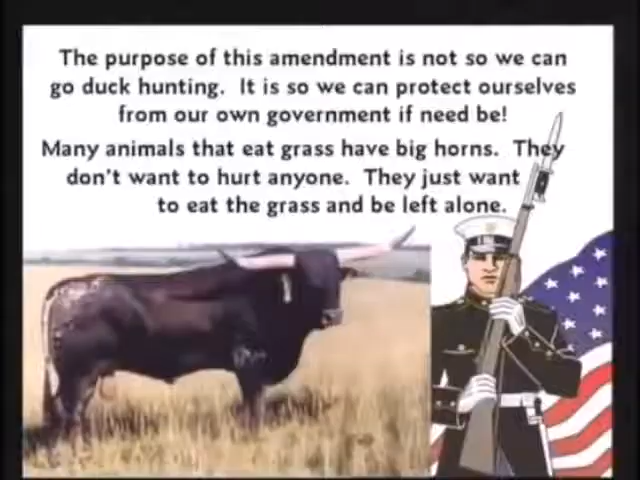 The purpose of this amendment is not so we can
go duck hunting. It is so we can protect ourselves
from our own government if need be!
Many animals that eat grass have big horns. They
don't want to hurt anyone. They just want
to eat the grass and be left alone.